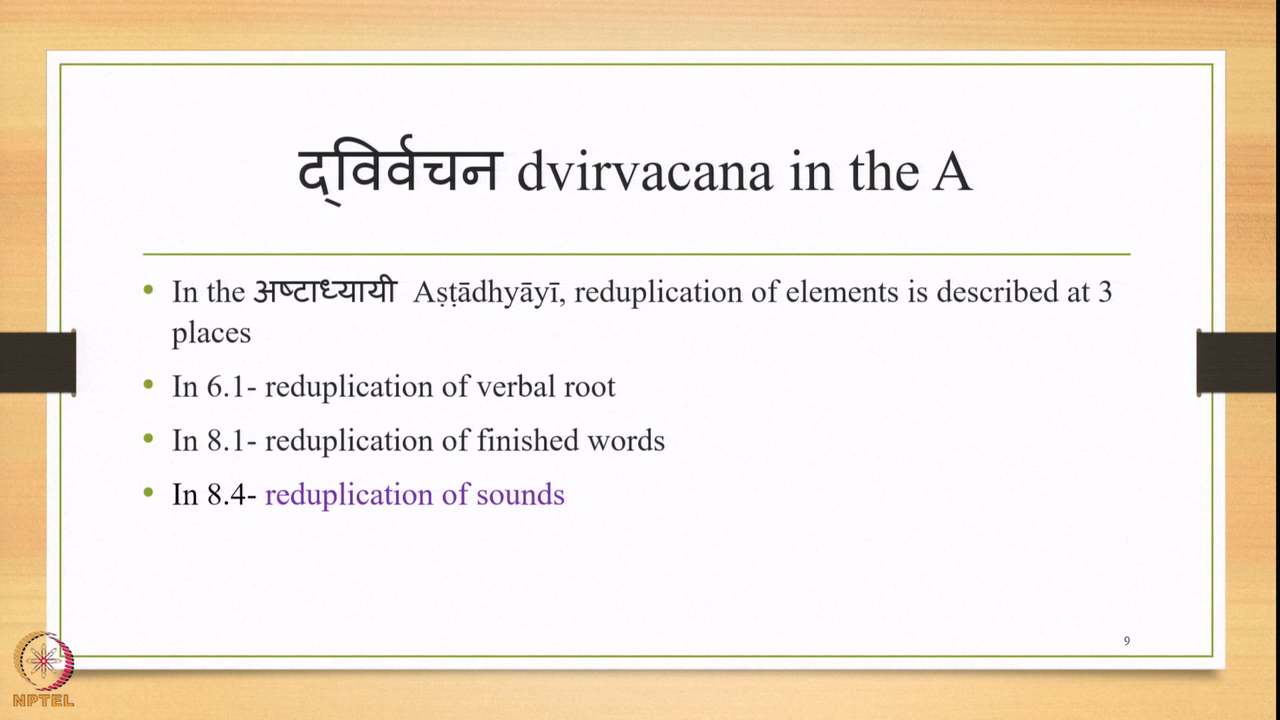 द्विर्वचन dvirvacana in the A
• In the अष्टाध्यायी Aṣṭādhyāyī, reduplication of elements is described at 3
places
• In 6.1- reduplication of verbal root
• In 8.1- reduplication of finished words
• In 8.4- reduplication of sounds
9
NPTEL